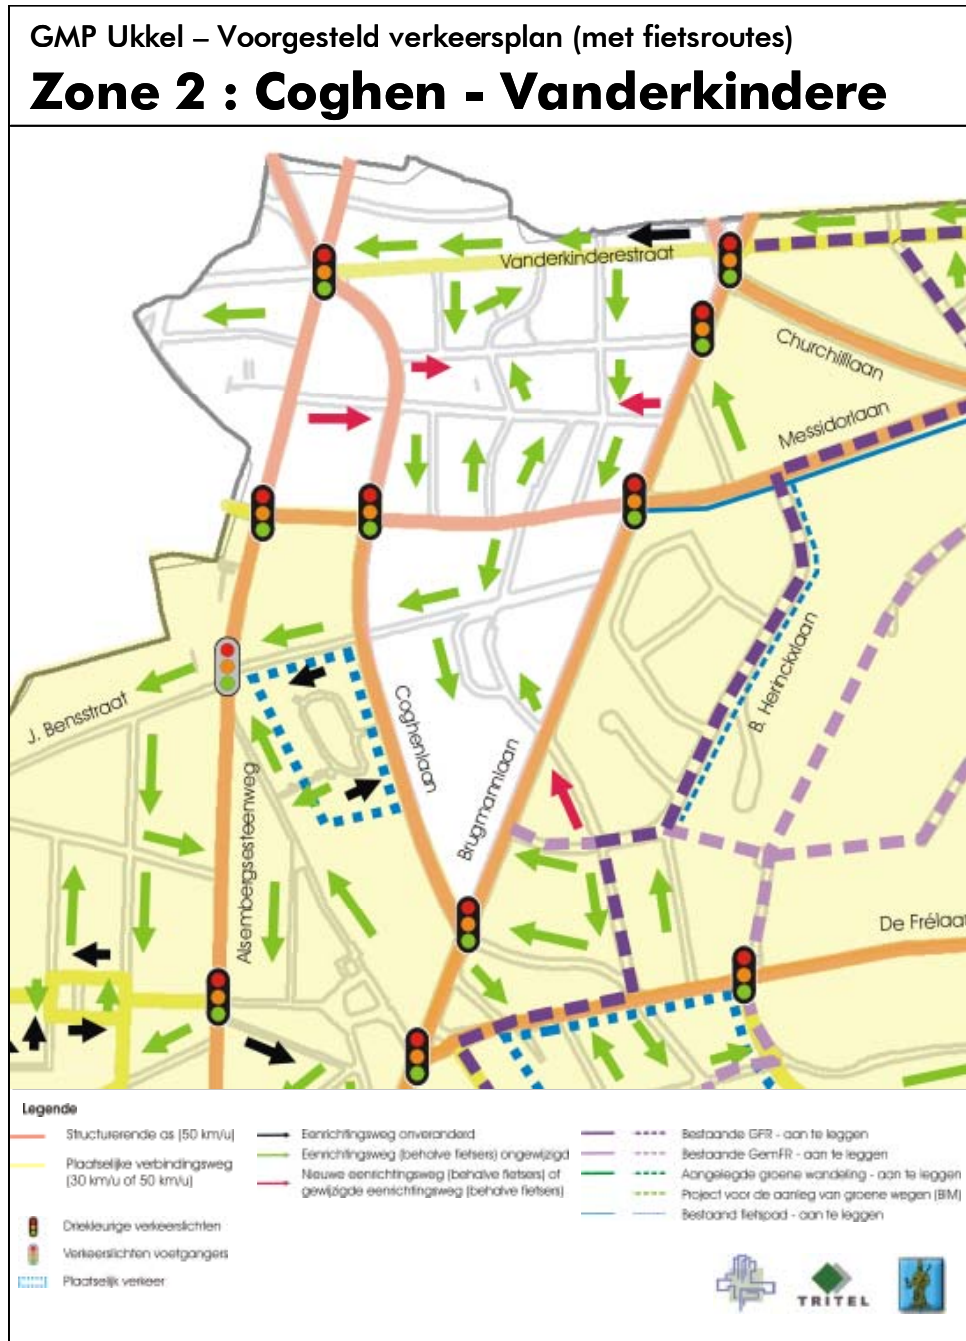 GMP Ukkel – Voorgesteld verkeersplan (met fietsroutes)
Zone 2 : Coghen - Vanderkindere
Vanderkinderestraat
Churchilllaan
Messidorlaan
B. Herinckxlaan
J. Bensstraat
Coghenlaan
Brugmannlaan
Alsembergsesteenweg
De Frélaa
Legende
Structurerende as (50 km/u)
Plaatselijke verbindingsweg
(30 km/u of 50 km/u)
Driekleurige verkeerslichten
Verkeerslichten voetgangers
Plaatselijk verkeer
Eenrichtingsweg onveranderd
Eenrichtingsweg (behalve fietsers) ongewijzigd
Nieuwe eenrichtingsweg (behalve fietsers) of
gewijzigde eenrichtingsweg (behalve fietsers)
Bestaande GFR - aan te leggen
Bestaande GemFR - aan te leggen
Aangelegde groene wandeling - aan te leggen
Project voor de aanleg van groene wegen (BIM)
Bestaand fietspad - aan te leggen
TRITEL